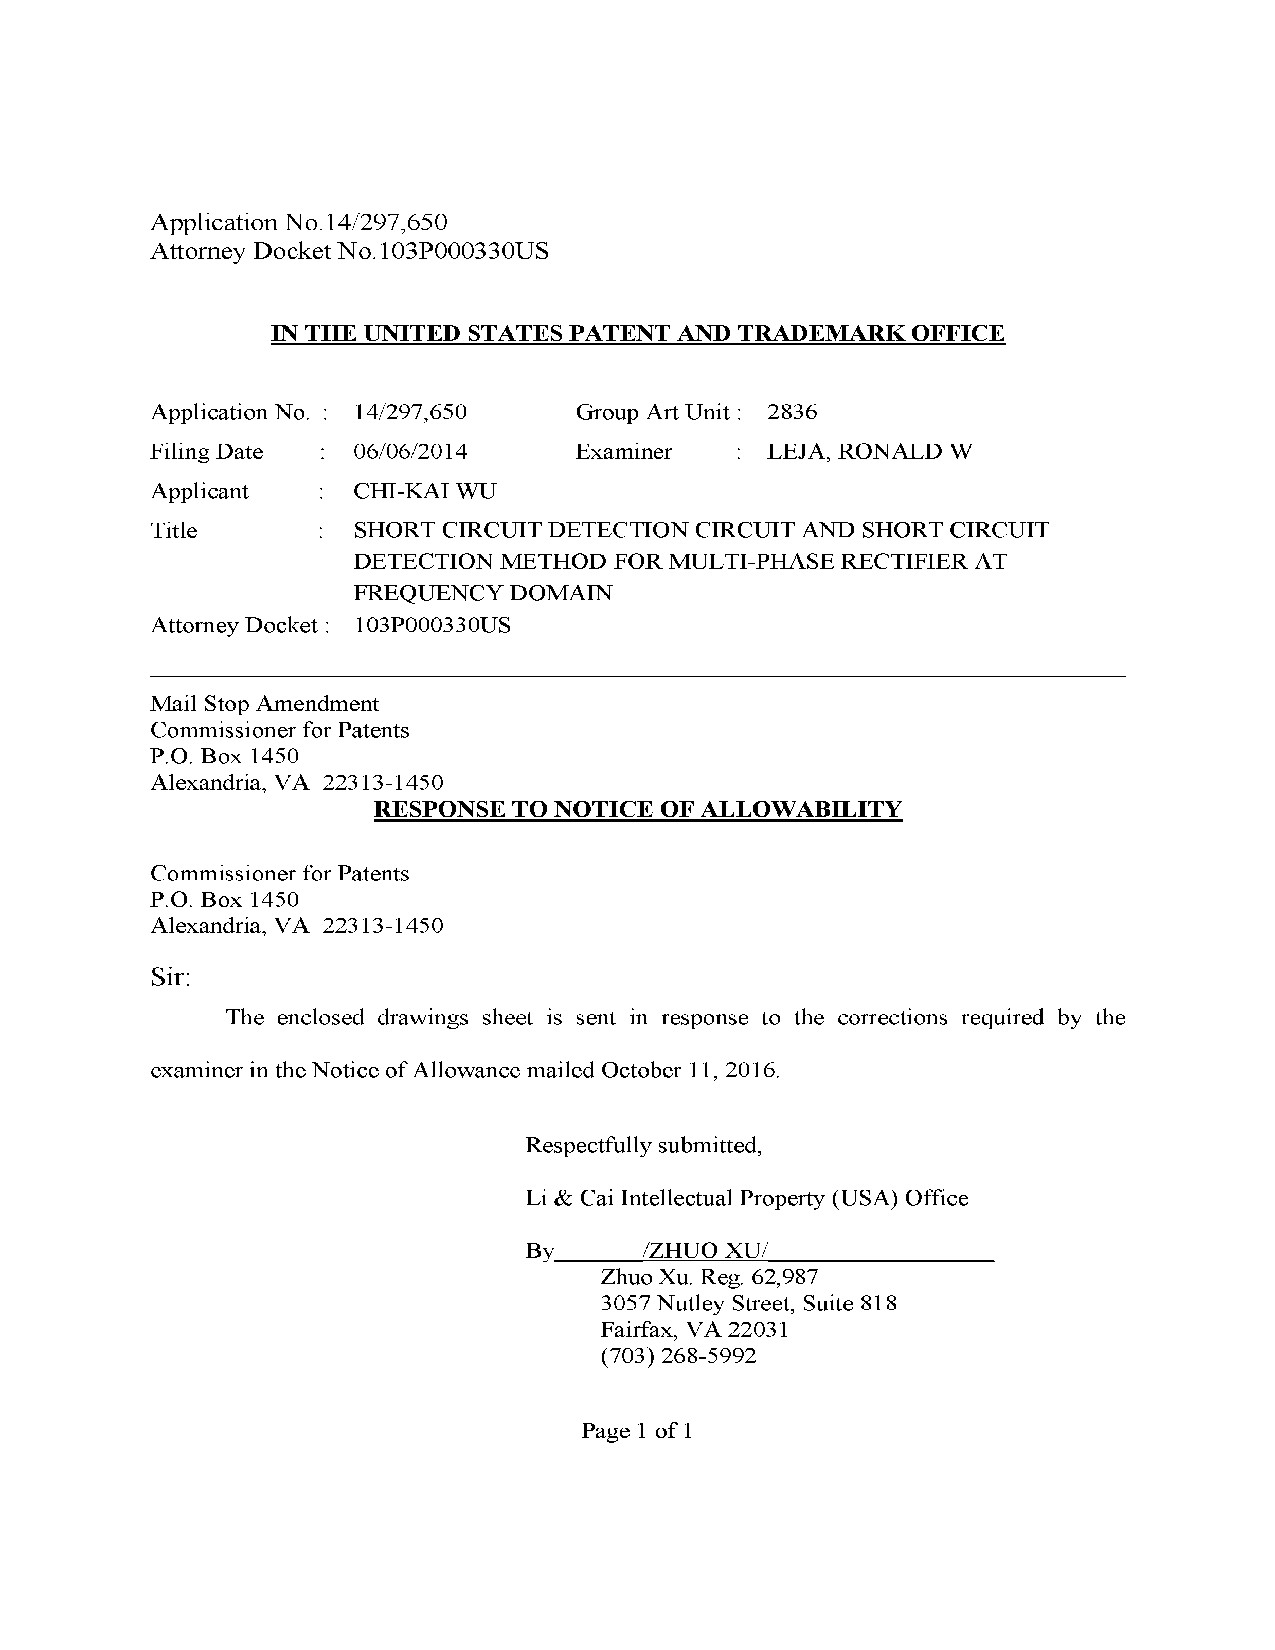 Application No.14/297,650
Attorney Docket No.103P000330US
IN THE UNITED STATES PATENT AND TRADEMARK OFFICE
Application No. : 14/297,650 Group Art Unit : 2836
Filing Date : 06/06/2014 Examiner : LEJA, RONALD W
Applicant : CHI-KAI WU
Title : SHORT CIRCUIT DETECTION CIRCUIT AND SHORT CIRCUIT
DETECTION METHOD FOR MULTI-PHASE RECTIFIER AT
FREQUENCY DOMAIN
Attorney Docket : 103P000330US
Mail Stop Amendment
Commissioner for Patents
P.O. Box 1450
Alexandria, VA 22313-1450
RESPONSE TO NOTICE OF ALLOWABILITY
Commissioner for Patents
P.O. Box 1450
Alexandria, VA 22313-1450
Sir:
The enclosed drawings sheet is sent in response to the corrections required by the
examiner in the Notice of Allowance mailed October 11, 2016.
Respectfully submitted,
Li & Cai Intellectual Property (USA) Office
By_______/ZHUO XU/__________________
Zhuo Xu. Reg. 62,987
3057 Nutley Street, Suite 818
Fairfax, VA 22031
(703) 268-5992
Page 1 of 1